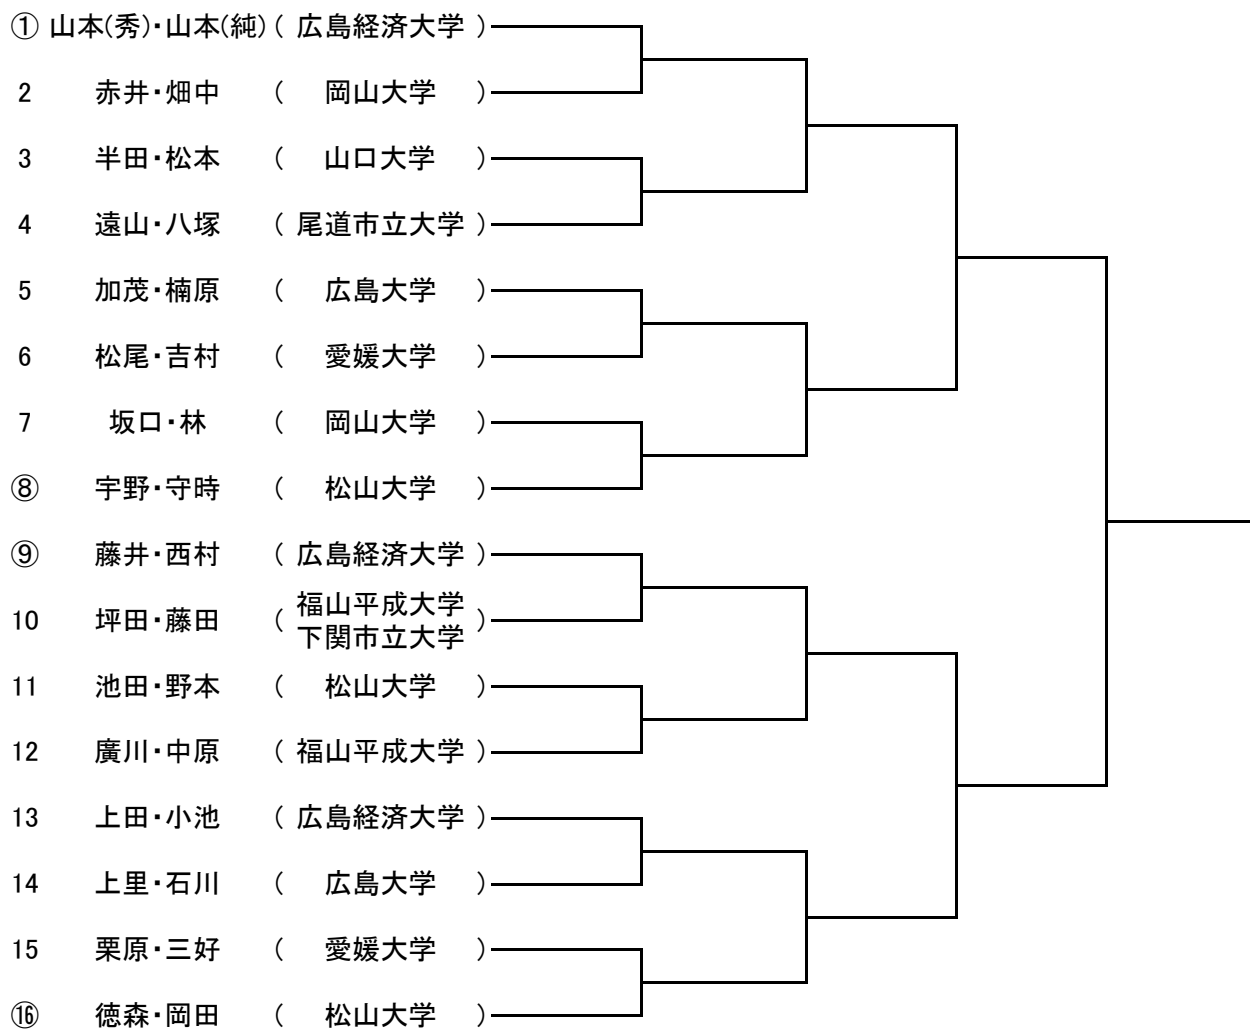 ① 山本(秀)・山本(純) ( 広島経済大学 )
2 赤井・畑中 ( 岡山大学 )
3 半田・松本 ( 山口大学 )
4 遠山・八塚 ( 尾道市立大学 )
5 加茂・楠原 ( 広島大学 )
6 松尾・吉村 ( 愛媛大学 )
7 坂口・林 ( 岡山大学 )
⑧ 宇野・守時 ( 松山大学 )
⑨ 藤井・西村 ( 広島経済大学 )
10 坪田・藤田 ( 福山平成大学
下関市立大学 )
11 池田・野本 ( 松山大学 )
12 廣川・中原 ( 福山平成大学 )
13 上田・小池 ( 広島経済大学 )
14 上里・石川 ( 広島大学 )
15 栗原・三好 ( 愛媛大学 )
⑯ 徳森・岡田 ( 松山大学 )